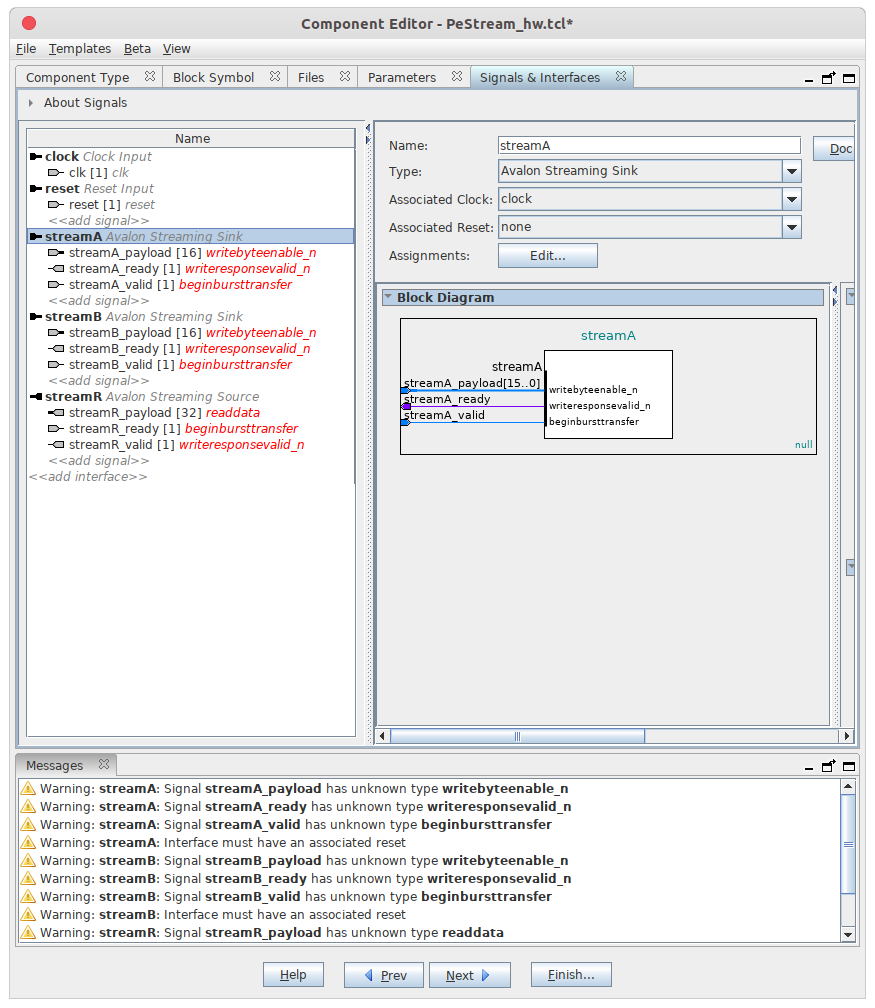 Component Editor - PeStream_hw.tcl*
File Templates Beta View
Component Type Block Symbol Files Parameters Signals & Interfaces
About Signals
Name
clock Clock Input
clk [1] clk
reset Reset Input
reset [1] reset
<<add signal>>
streamA Avalon Streaming Sink
streamA_payload [16] writebyteenable_n
streamA_ready [1] writeresponsevalid_n
streamA_valid [1] beginbursttransfer
<<add signal>>
streamB Avalon Streaming Sink
streamB_payload [16] writebyteenable_n
streamB_ready [1] writeresponsevalid_n
streamB_valid [1] beginbursttransfer
<<add signal>>
streamR Avalon Streaming Source
streamR_payload [32] readdata
streamR_ready [1] beginbursttransfer
streamR_valid [1] writeresponsevalid_n
<<add signal>>
<<add interface>>
Name: streamA Doc
Type: Avalon Streaming Sink
Associated Clock: clock
Associated Reset: none
Assignments: Edit...
Block Diagram
streamA
streamA
streamA_payload[15..0] writebyteenable_n
streamA_ready writeresponsevalid_n
streamA_valid beginbursttransfer
null
Messages
Warning: streamA: Signal streamA_payload has unknown type writebyteenable_n
Warning: streamA: Signal streamA_ready has unknown type writeresponsevalid_n
Warning: streamA: Signal streamA_valid has unknown type beginbursttransfer
Warning: streamA: Interface must have an associated reset
Warning: streamB: Signal streamB_payload has unknown type writebyteenable_n
Warning: streamB: Signal streamB_ready has unknown type writeresponsevalid_n
Warning: streamB: Signal streamB_valid has unknown type beginbursttransfer
Warning: streamB: Interface must have an associated reset
Warning: streamR: Signal streamR_payload has unknown type readdata
Help Prev Next Finish...